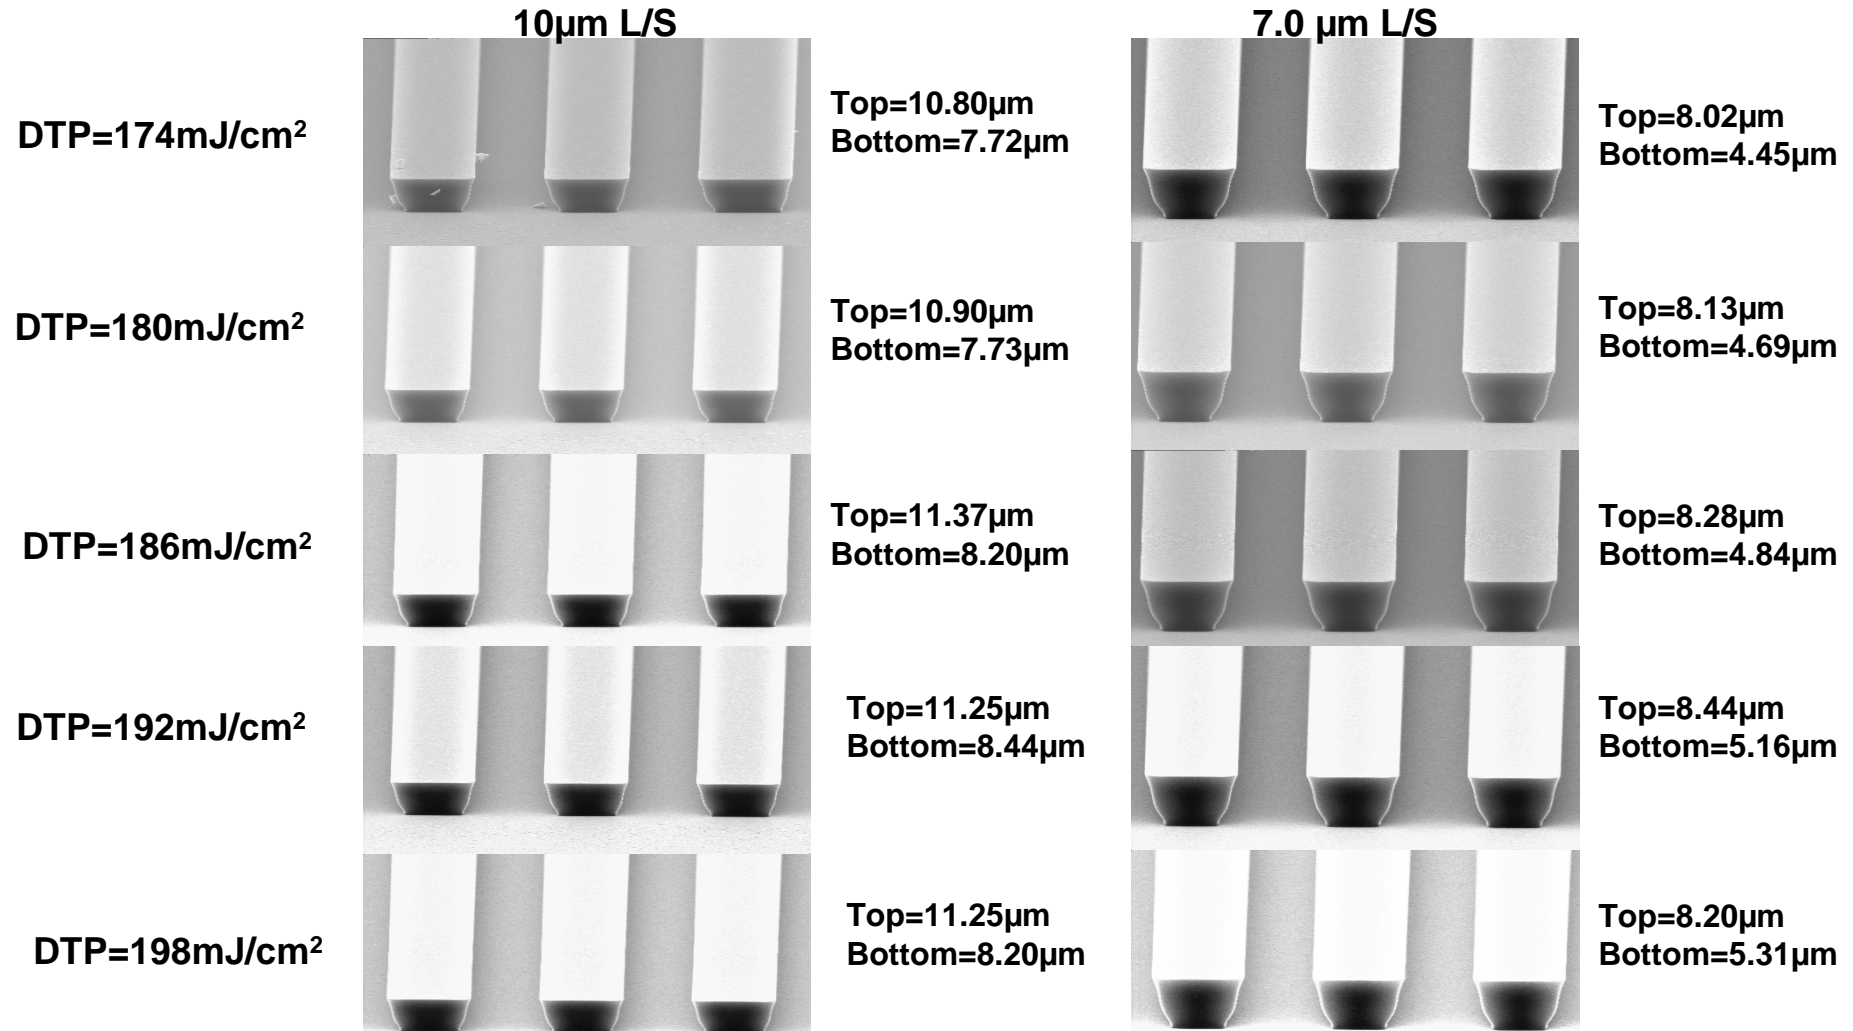 10µm L/S
7.0 µm L/S
DTP=174mJ/cm²
Top=10.80µm
Bottom=7.72µm
Top=8.02µm
Bottom=4.45µm
DTP=180mJ/cm²
Top=10.90µm
Bottom=7.73µm
Top=8.13µm
Bottom=4.69µm
DTP=186mJ/cm²
Top=11.37µm
Bottom=8.20µm
Top=8.28µm
Bottom=4.84µm
DTP=192mJ/cm²
Top=11.25µm
Bottom=8.44µm
Top=8.44µm
Bottom=5.16µm
DTP=198mJ/cm²
Top=11.25µm
Bottom=8.20µm
Top=8.20µm
Bottom=5.31µm